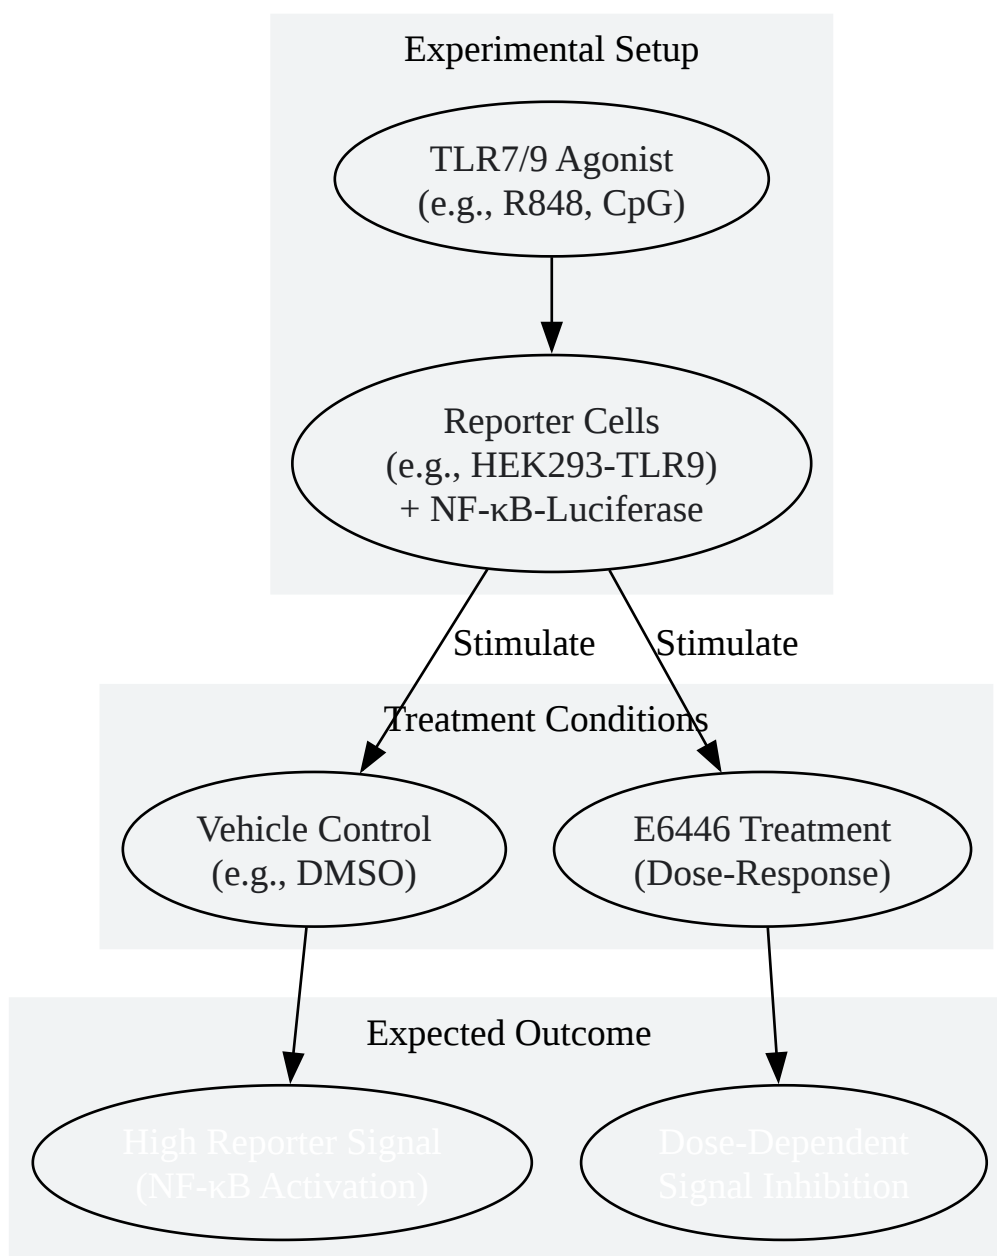 Experimental Setup
TLR7/9 Agonist
(e.g., R848, CpG)
Reporter Cells
(e.g., HEK293-TLR9)
+ NF-κB-Luciferase
Stimulate
Stimulate
Treatment Conditions
Vehicle Control
(e.g., DMSO)
E6446 Treatment
(Dose-Response)
Expected Outcome
High Reporter Signal
(NF-κB Activation)
Dose-Dependent
Signal Inhibition